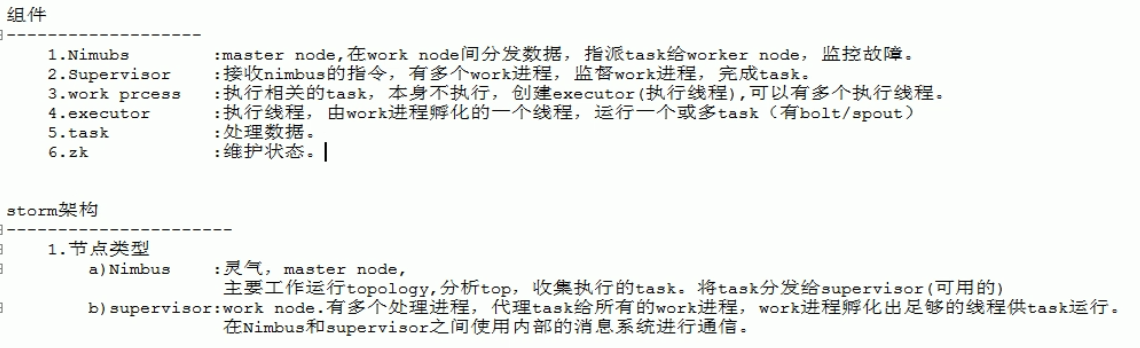 组件
-------------------
1.Nimubs :master node,在work node间分发数据，指派task给worker node，监控故障。
2.Supervisor :接收nimbus的指令，有多个work进程，监督work进程，完成task。
3.work prcess :执行相关的task，本身不执行，创建executor(执行线程),可以有多个执行线程。
4.executor :执行线程，由work进程孵化的一个线程，运行一个或多task（有bolt/spout）
5.task :处理数据。
6.zk :维护状态。
storm架构
----------------------
1.节点类型
a)Nimbus :灵气，master node,
主要工作运行topology,分析top，收集执行的task。将task分发给supervisor(可用的)
b)supervisor:work node.有多个处理进程，代理task给所有的work进程，work进程孵化出足够的线程供task运行。
在Nimbus和supervisor之间使用内部的消息系统进行通信。